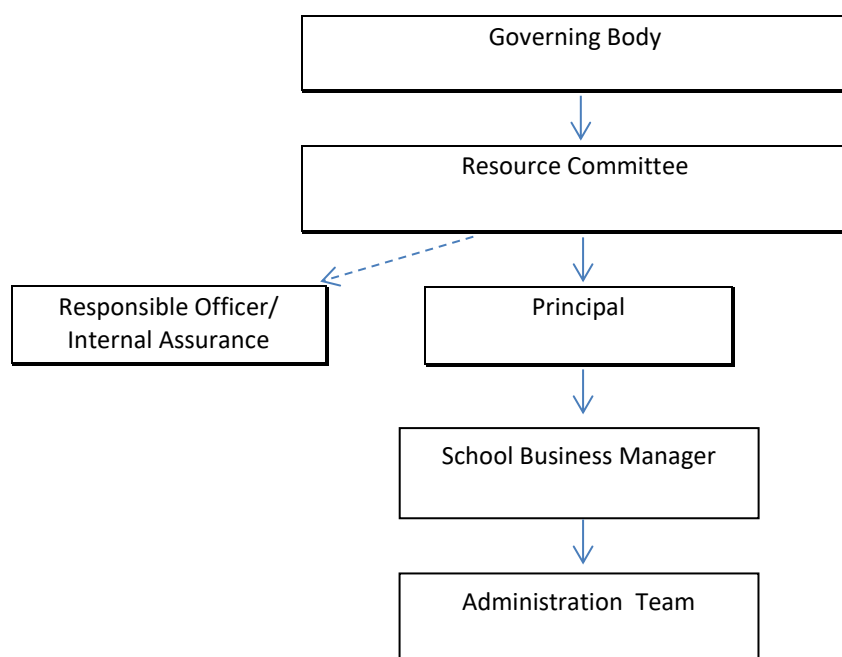 Governing Body
Resource Committee
Responsible Officer/
Internal Assurance
Principal
School Business Manager
Administration Team